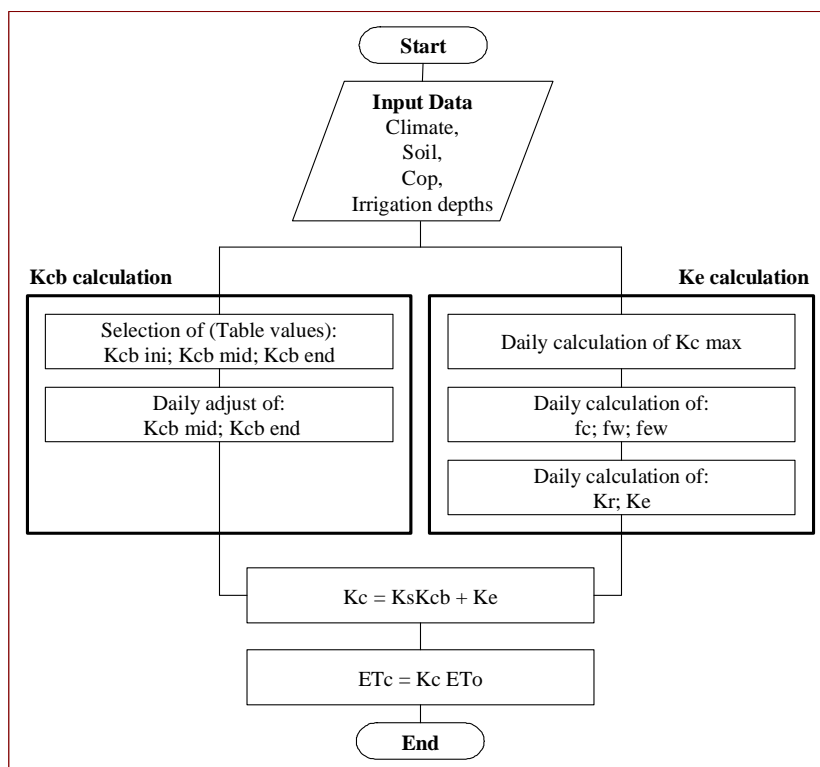 Start
Input Data
Climate,
Soil,
Cop,
Irrigation depths
Kcb calculation
Selection of (Table values):
Kcb ini; Kcb mid; Kcb end
Daily adjust of:
Kcb mid; Kcb end
Ke calculation
Daily calculation of Kc max
Daily calculation of:
fc; fw; few
Daily calculation of:
Kr; Ke
Kc = KsKcb + Ke
ETc = Kc ETo
End